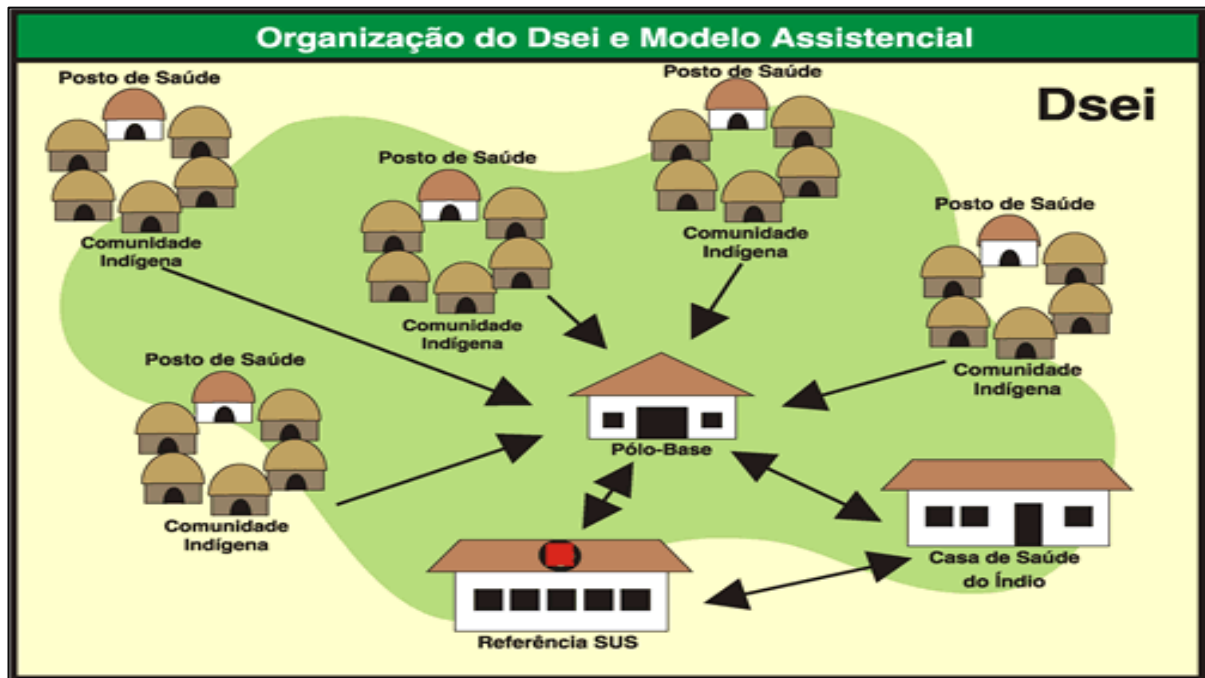 Organização do Dsei e Modelo Assistencial
Dsei
Posto de Saúde
Comunidade
Indígena
Posto de Saúde
Comunidade
Indígena
Posto de Saúde
Comunidade
Indígena
Posto de Saúde
Comunidade
Indígena
Posto de Saúde
Comunidade
Indígena
Pólo-Base
Casa de Saúde
do Índio
Referência SUS